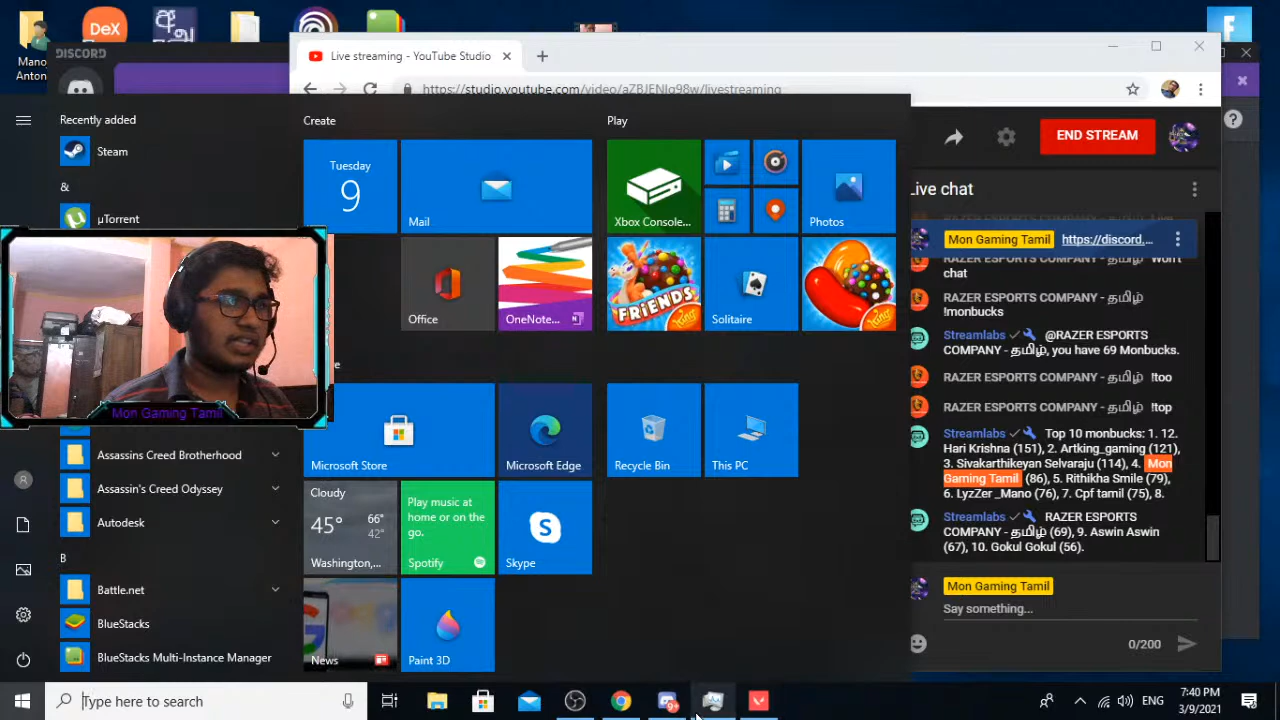 DeX
அ
Mano
Anton
DISCORD
Live streaming - YouTube Studio
https://studio.youtube.com/video/aZBJENIq98w/livestreaming
END STREAM
Recently added
Steam
&
µTorrent
Assassins Creed Brotherhood
Assassin's Creed Odyssey
Autodesk
B
Battle.net
BlueStacks
BlueStacks Multi-Instance Manager
Mon Gaming Tamil
Create
Tuesday
9
Mail
Office
OneNote...
Microsoft Store
Microsoft Edge
Cloudy
45° 66°
42°
Washington,...
Play music at
home or on the
go.
Spotify
Skype
News
Paint 3D
Play
Xbox Console...
Photos
FRIENDS
King
Solitaire
King
Recycle Bin
This PC
Live chat
Mon Gaming Tamil https://discord....
RAZER ESPORTS COMPANY - தமிழ் Won't
chat
RAZER ESPORTS COMPANY - தமிழ்
!monbucks
Streamlabs @RAZER ESPORTS
COMPANY - தமிழ், you have 69 Monbucks.
RAZER ESPORTS COMPANY - தமிழ் !too
RAZER ESPORTS COMPANY - தமிழ் !top
Streamlabs Top 10 monbucks: 1. 12.
Hari Krishna (151), 2. Artking_gaming (121),
3. Sivakarthikeyan Selvaraju (114), 4. Mon
Gaming Tamil (86), 5. Rithikha Smile (79),
6. LyzZer _Mano (76), 7. Cpf tamil (75), 8.
Streamlabs RAZER ESPORTS
COMPANY - தமிழ் (69), 9. Aswin Aswin
(67), 10. Gokul Gokul (56).
Mon Gaming Tamil
Say something...
0/200
Type here to search
ENG
7:40 PM
3/9/2021